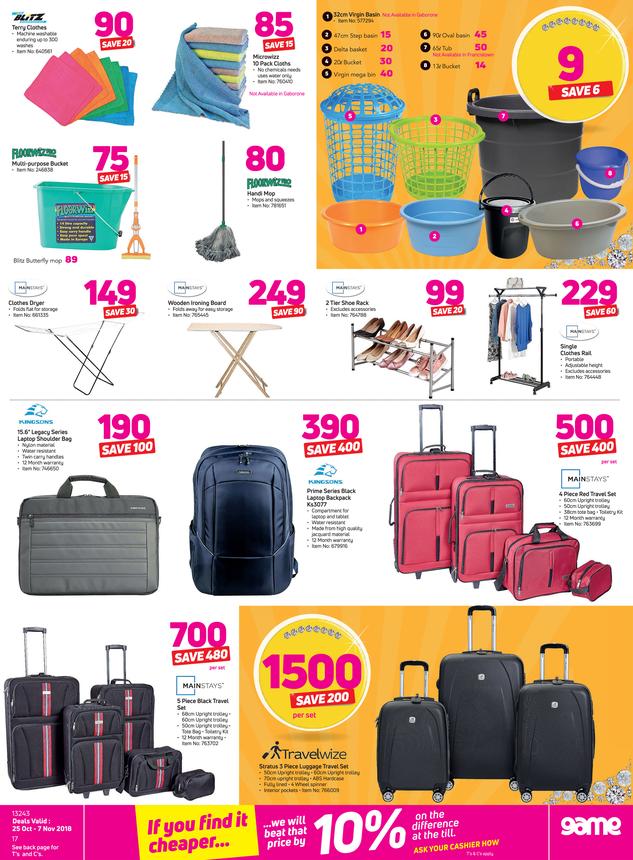 BLITZ
Terry Clothes
• Machine washable enduring up to 300 washes
• Item No: 640561
90
SAVE 20
85
SAVE 15
Microwizz
10 Pack Cloths
• No chemicals needs uses water only
• Item No: 760410
Not Available in Gaborone
1 32cm Virgin Basin Not Available in Gaborone
• Item No: 577294
2 47cm Step basin 15
3 Delta basket 20
4 20ℓ Bucket 30
5 Virgin mega bin 40
6 90ℓ Oval basin 45
7 65ℓ Tub 50
Not Available in Francistown
8 13ℓ Bucket 14
9
SAVE 6
5
3
7
8
1
2
4
6
FLOORWIZ
Multi-purpose Bucket
• Item No: 246838
75
SAVE 15
FLOORWIZ
Blitz Butterfly mop 89
80
FLOORWIZ
Handi Mop
• Mops and squeezes
• Item No: 781651
MAINSTAYS
Clothes Dryer
• Folds flat for storage
• Item No: 661335
149
SAVE 30
MAINSTAYS
Wooden Ironing Board
• Folds away for easy storage
• Item No: 765445
249
SAVE 90
MAINSTAYS
2 Tier Shoe Rack
• Excludes accessories
• Item No: 764788
99
SAVE 20
229
SAVE 60
MAINSTAYS
Single
Clothes Rail
• Portable
• Adjustable height
• Excludes accessories
• Item No: 764448
KINGSONS
15.6" Legacy Series
Laptop Shoulder Bag
• Nylon material
• Water resistant
• Twin carry handles
• 12 Month warranty
• Item No: 746650
190
SAVE 100
390
SAVE 400
KINGSONS
Prime Series Black
Laptop Backpack
Ks3077
• Compartment for laptop and tablet
• Water resistant
• Made from high quality jacquard material
• 12 Month warranty
• Item No: 679916
500
SAVE 400
per set
MAINSTAYS
4 Piece Red Travel Set
• 60cm Upright trolley
• 50cm Upright trolley
• 38cm tote bag • Toiletry Kit
• 12 Month warranty
• Item No: 763699
700
SAVE 480
per set
MAINSTAYS
5 Piece Black Travel
Set
• 68cm Upright trolley •
60cm Upright trolley •
50cm Upright trolley •
Tote Bag • Toiletry Kit
• 12 Month warranty •
Item No: 763702
1500
SAVE 200
per set
Travelwize
Stratus 3 Piece Luggage Travel Set
• 50cm Upright trolley • 60cm Upright trolley
• 70cm upright trolley • ABS Hardcase
• Fully lined • 4 Wheel spinner
• Interior pockets • Item No: 766009
13243
Deals Valid :
25 Oct - 7 Nov 2018
17
See back page for
T's and C's.
If you find it
cheaper...
...we will
beat that
price by
10%
on the
difference
at the till.
ASK YOUR CASHIER HOW
T's & C's apply
game